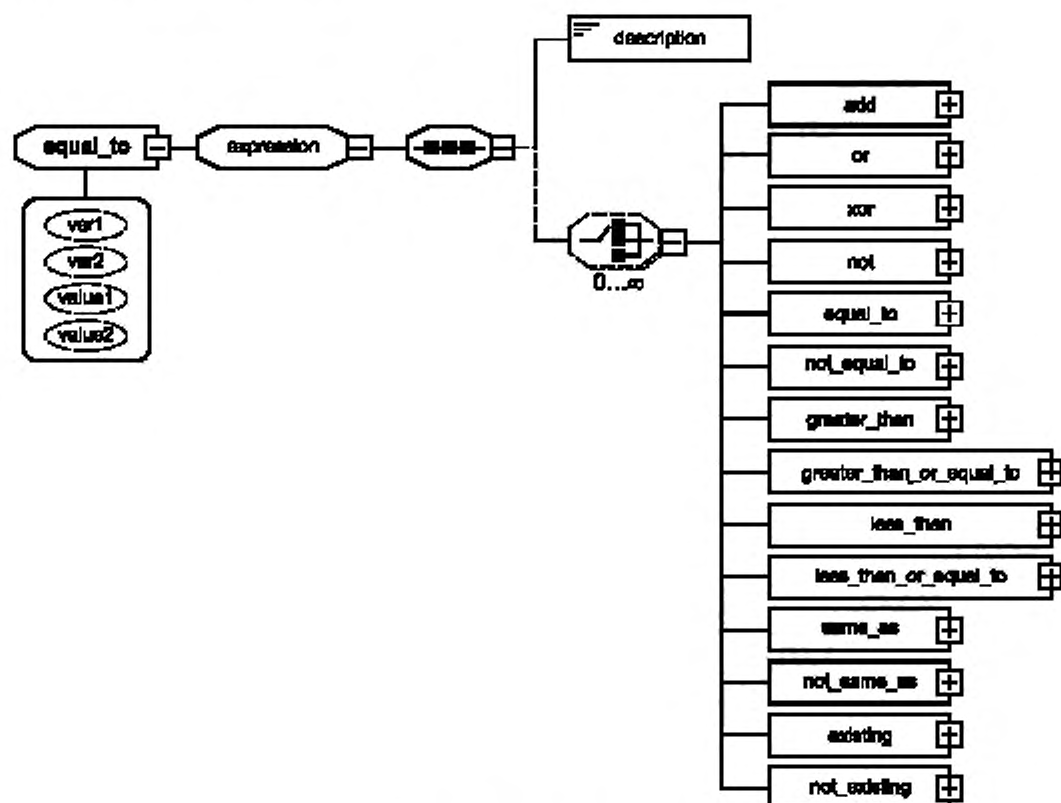 description
equal_to
expression
var1
var2
value1
value2
0...∞
add
or
xor
not
equal_to
not_equal_to
greater_than
greater_than_or_equal_to
less_than
less_than_or_equal_to
same_as
not_same_as
existing
not_existing